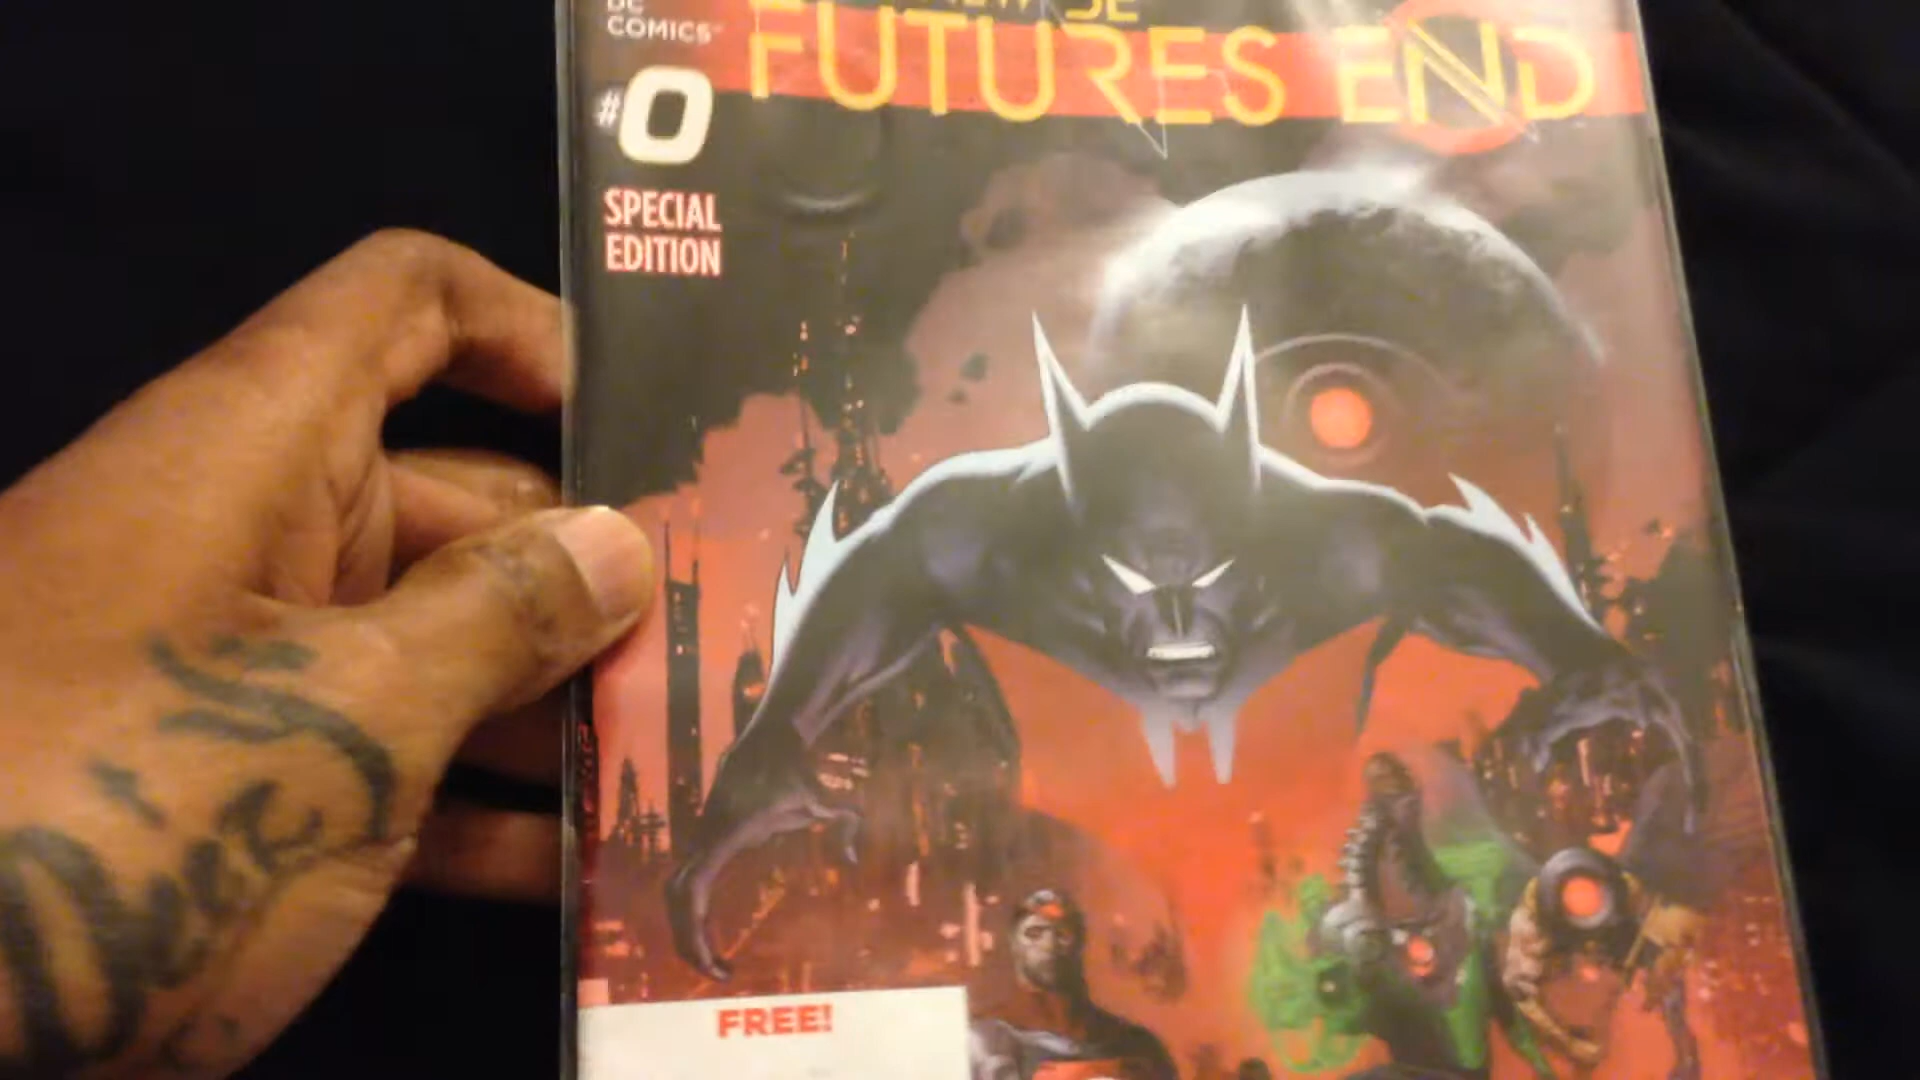 DC
COMICS
FUTURES END
#0
SPECIAL
EDITION
FREE!